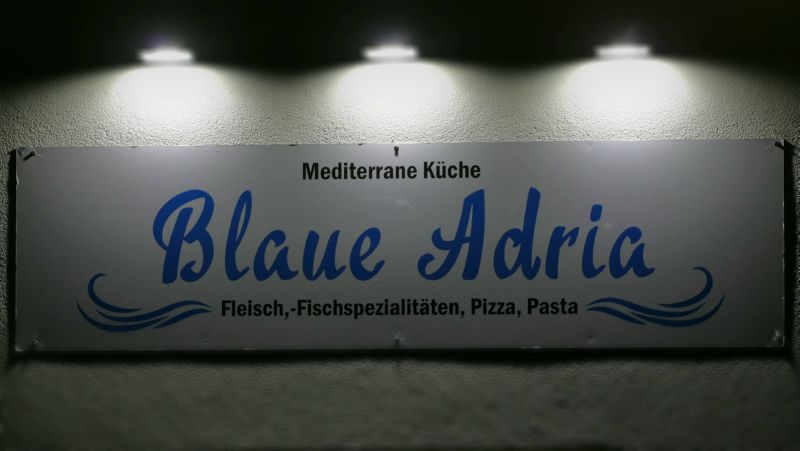 Mediterrane Küche
Blaue Adria
Fleisch,-Fischspezialitäten, Pizza, Pasta